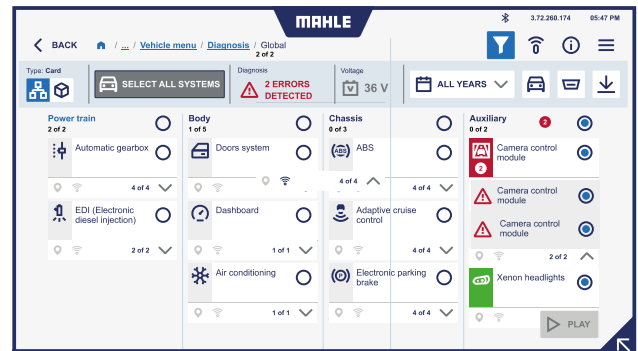 MAHLE
3.72.260.174 05:47 PM
BACK / ... / Vehicle menu / Diagnosis / Global
2 of 2
Type: Card
SELECT ALL SYSTEMS
Diagnosis
2 ERRORS
DETECTED
Voltage
V
36 V
ALL YEARS
Power train
2 of 2
Automatic gearbox
4 of 4
EDI (Electronic
diesel injection)
2 of 2
Body
1 of 5
Doors system
4 of 4
Dashboard
1 of 1
Air conditioning
1 of 1
Chassis
0 of 3
ABS
ABS
4 of 4
Adaptive cruise
control
4 of 4
(P)
Electronic parking
brake
4 of 4
Auxiliary
0 of 2
2
Camera control
module
2
Camera control
module
Camera control
module
2 of 2
Xenon headlights
PLAY